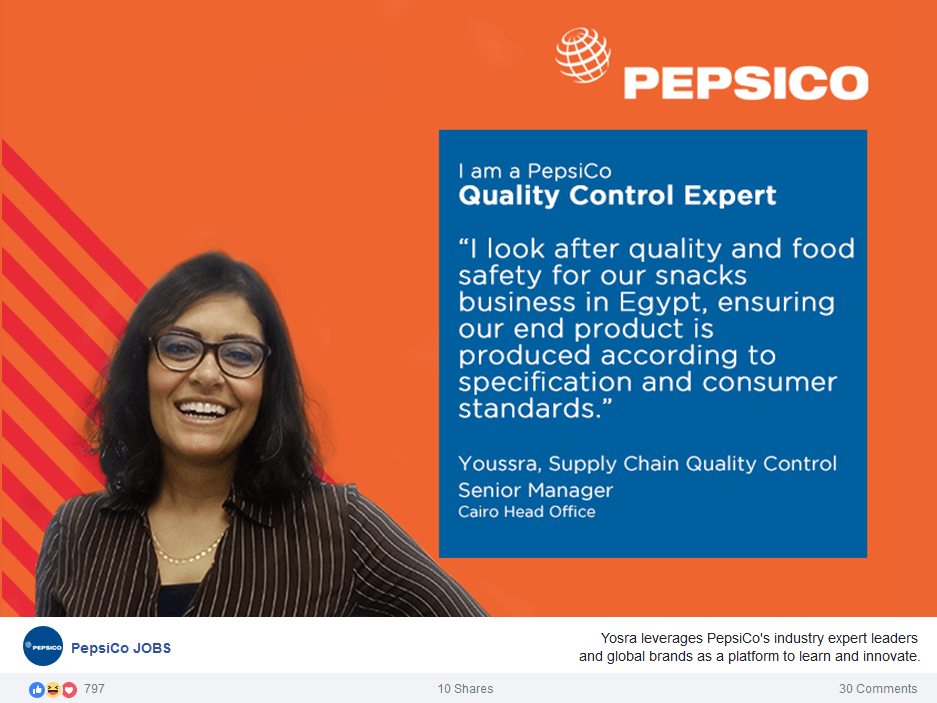 PEPSICO
I am a PepsiCo
Quality Control Expert
“I look after quality and food
safety for our snacks
business in Egypt, ensuring
our end product is
produced according to
specification and consumer
standards.”
Youssra, Supply Chain Quality Control
Senior Manager
Cairo Head Office
PEPSICO
PepsiCo JOBS
Yosra leverages PepsiCo's industry expert leaders
and global brands as a platform to learn and innovate.
797
10 Shares
30 Comments